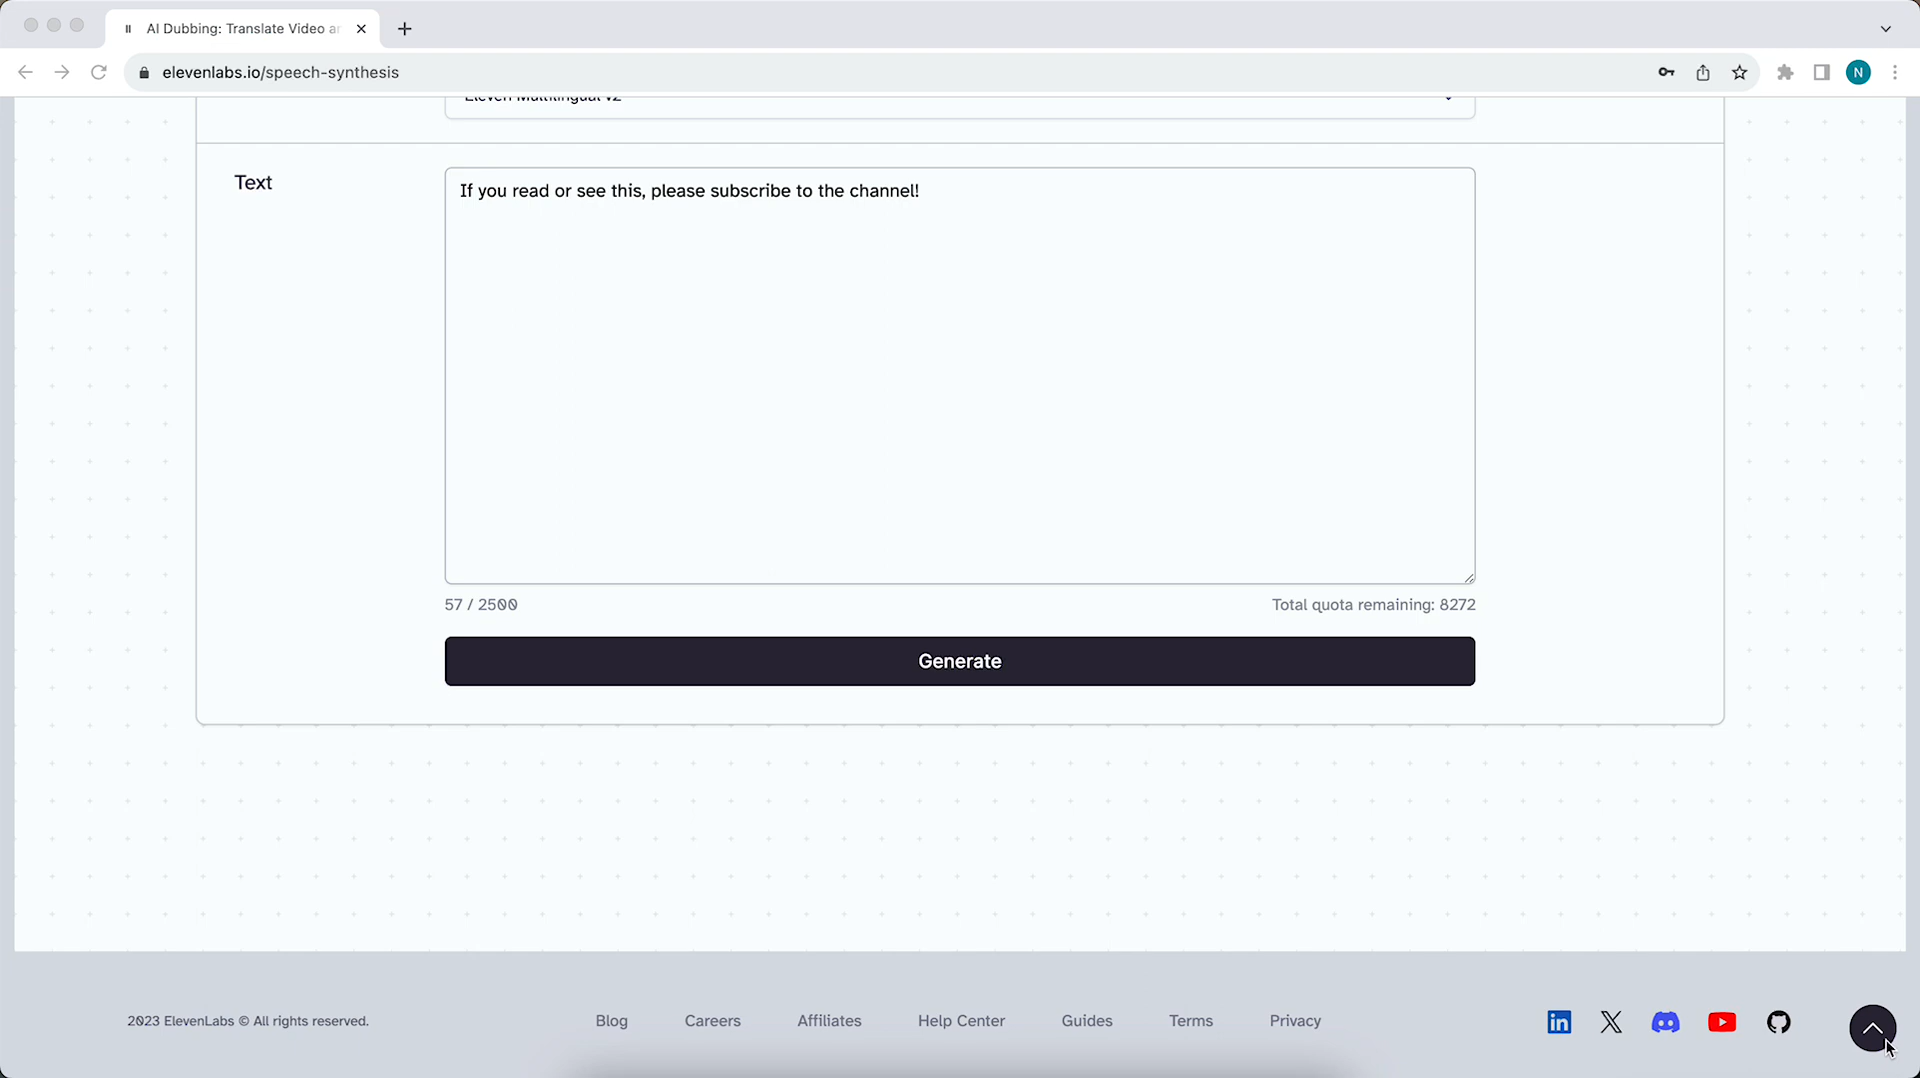 AI Dubbing: Translate Video an
elevenlabs.io/speech-synthesis
N
Eleven Multilingual v2
Text
If you read or see this, please subscribe to the channel!
57 / 2500
Total quota remaining: 8272
Generate
2023 ElevenLabs © All rights reserved.
Blog
Careers
Affiliates
Help Center
Guides
Terms
Privacy
in